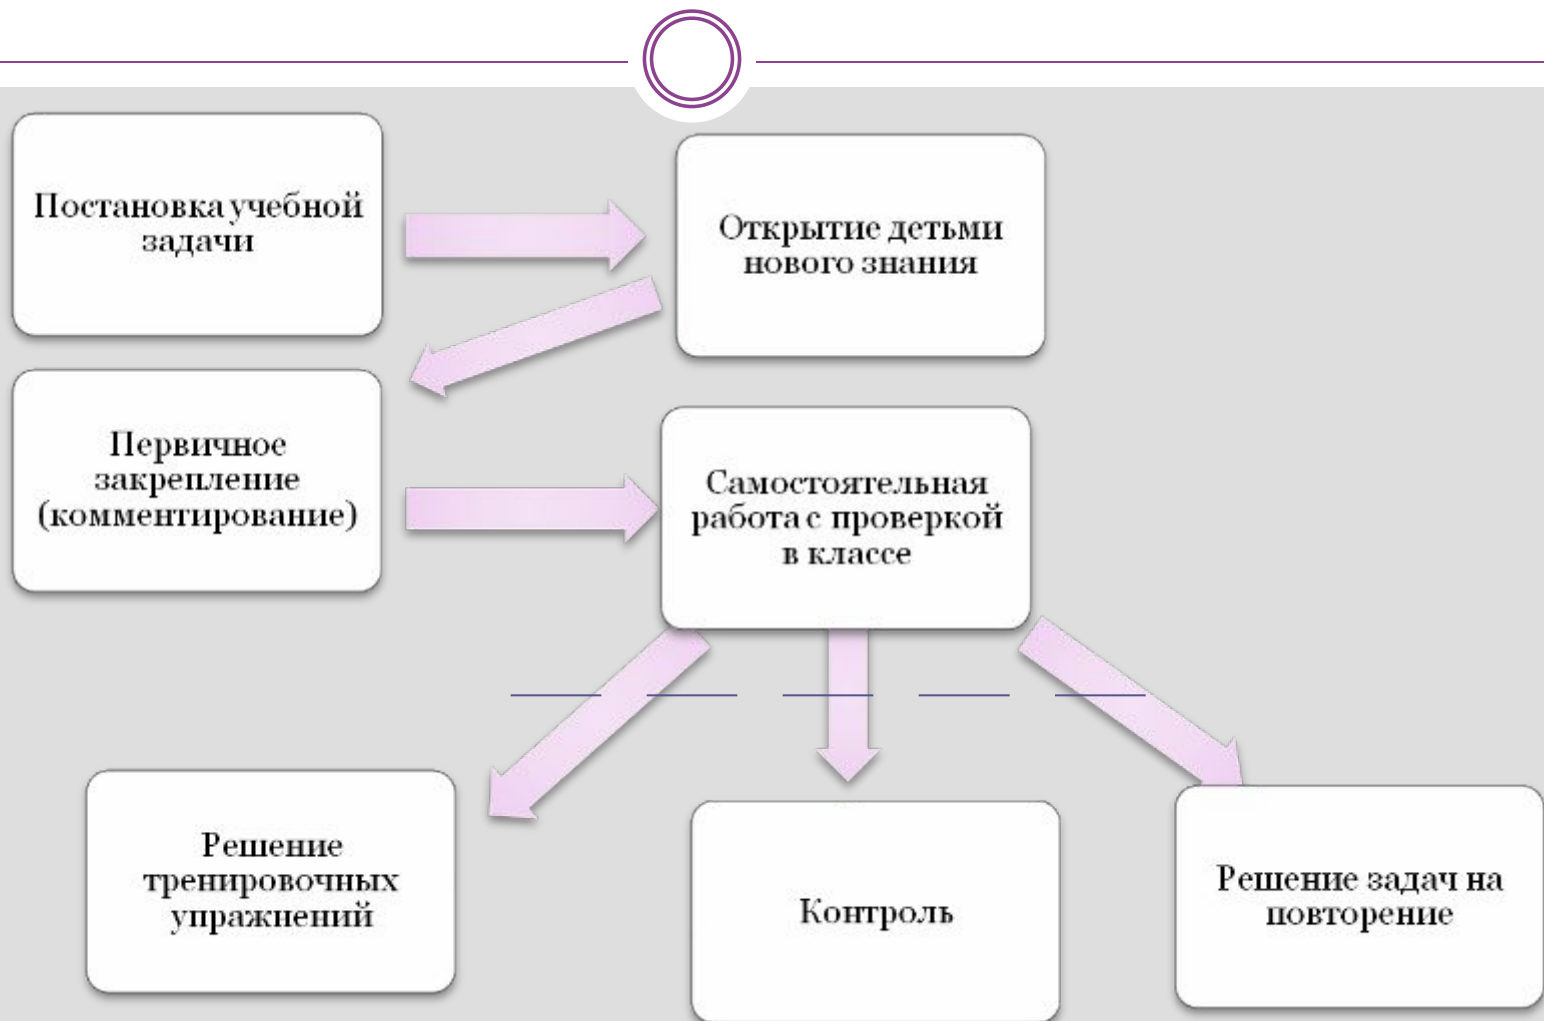 Постановка учебной
задачи
Открытие детьми
нового знания
Первичное
закрепление
(комментирование)
Самостоятельная
работа с проверкой
в классе
Решение
тренировочных
упражнений
Контроль
Решение задач на
повторение